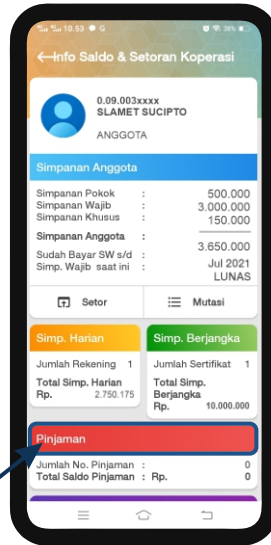 10.53 G 38%
←Info Saldo & Setoran Koperasi
0.09.003xxxx
SLAMET SUCIPTO
ANGGOTA
Simpanan Anggota
Simpanan Pokok : 500.000
Simpanan Wajib : 3.000.000
Simpanan Khusus : 150.000
Simpanan Anggota : 3.650.000
Sudah Bayar SW s/d : Jul 2021
Simp. Wajib saat ini : LUNAS
Setor Mutasi
Simp. Harian
Jumlah Rekening 1
Total Simp. Harian
Rp. 2.750.175
Simp. Berjangka
Jumlah Sertifikat 1
Total Simp.
Berjangka
Rp. 10.000.000
Pinjaman
Jumlah No. Pinjaman : 0
Total Saldo Pinjaman : Rp. 0